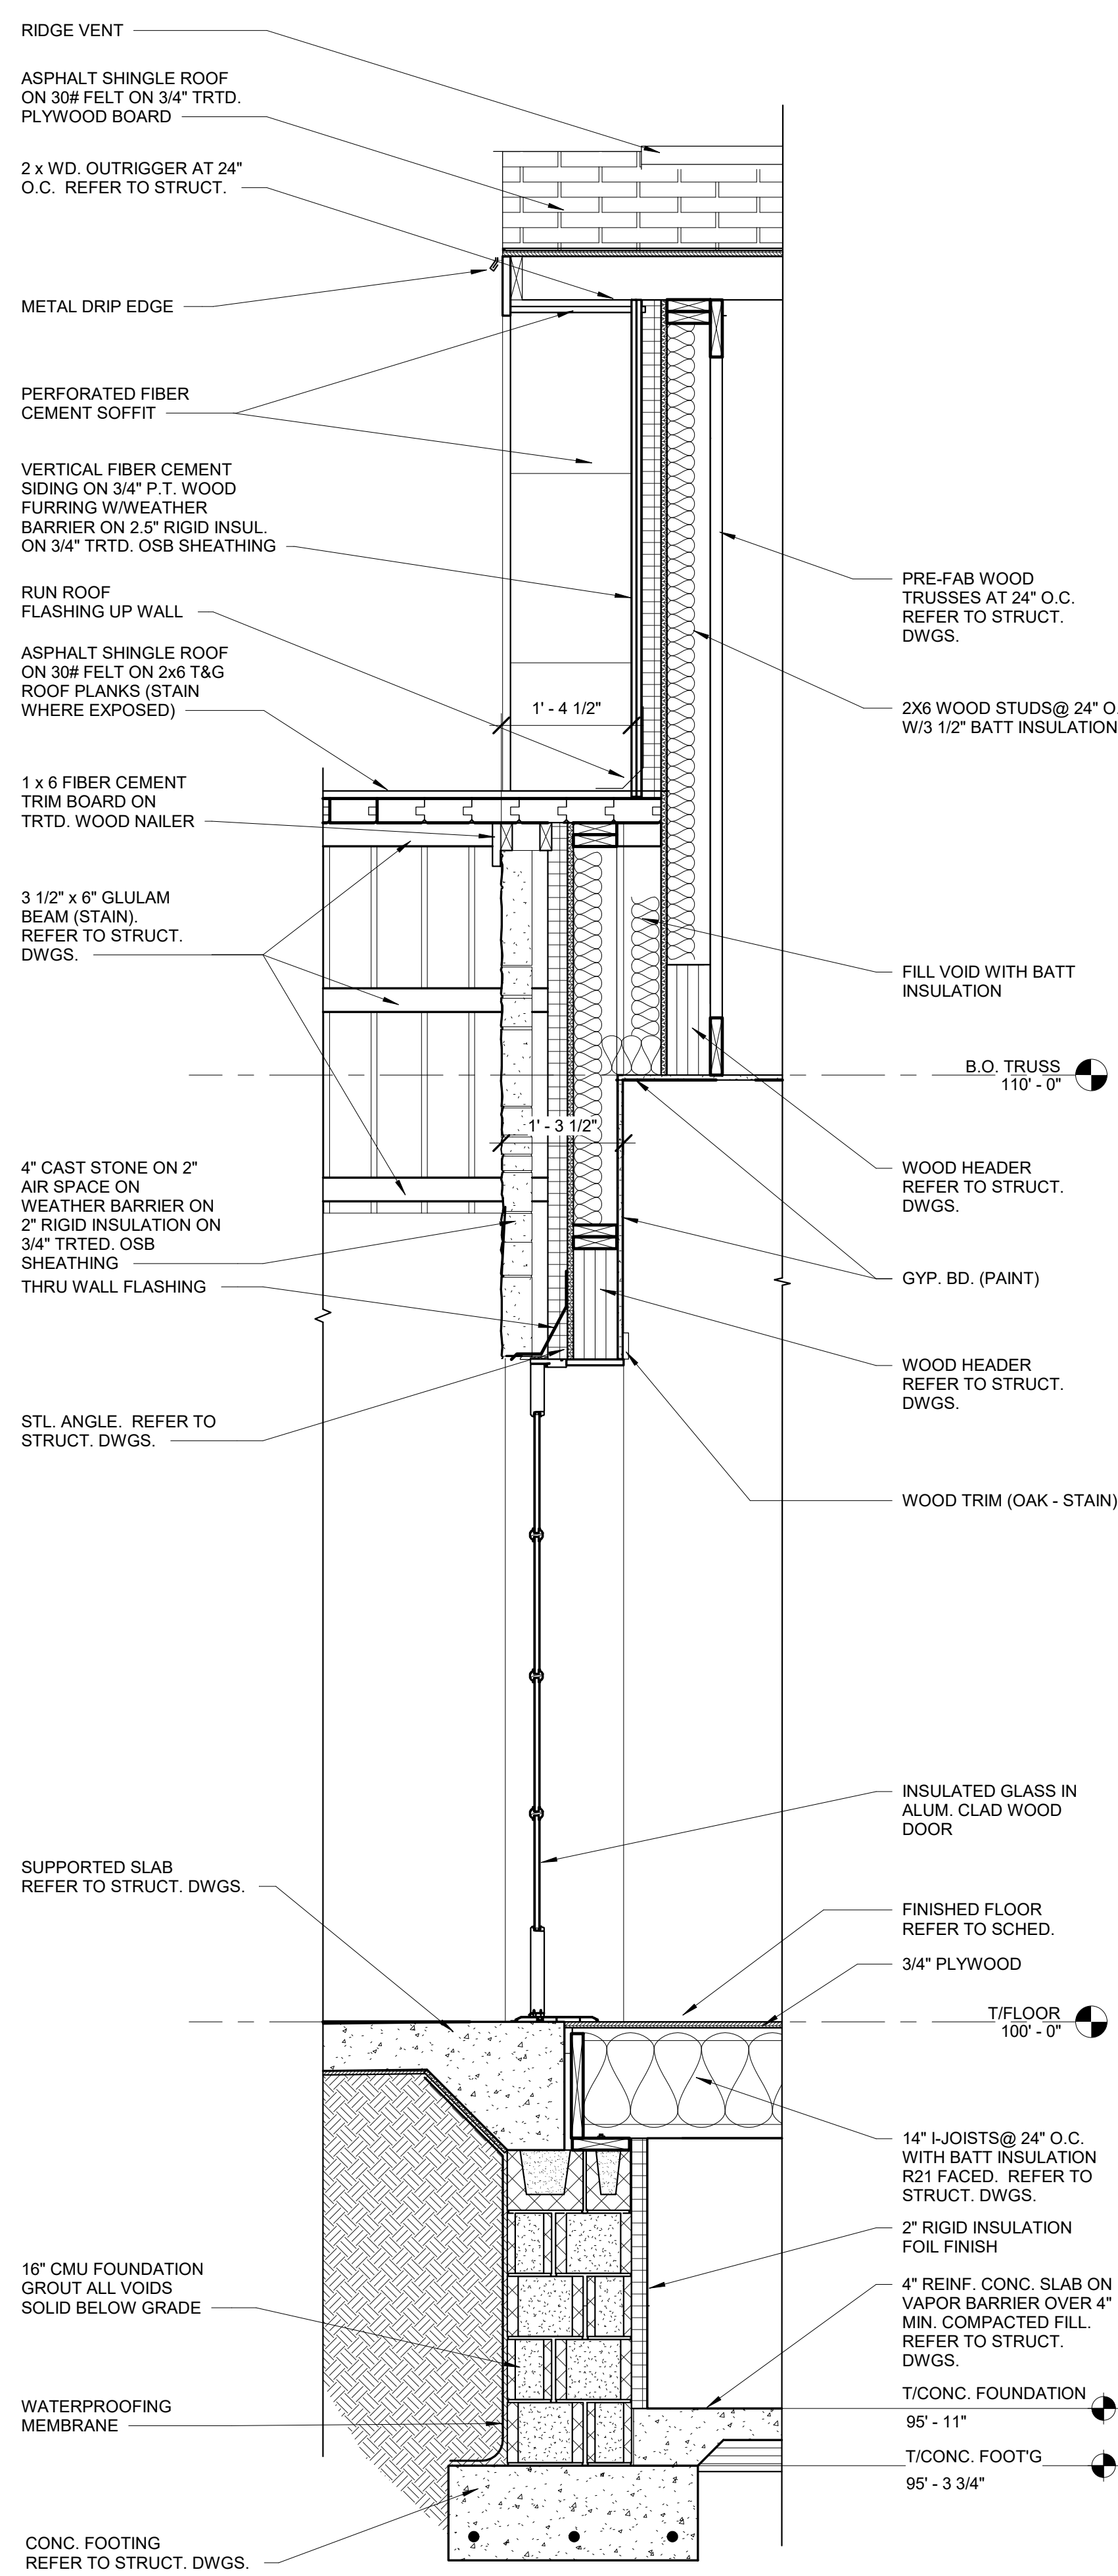 RIDGE VENT
ASPHALT SHINGLE ROOF
ON 30# FELT ON 3/4" TRTD.
PLYWOOD BOARD
2 x WD. OUTRIGGER AT 24"
O.C. REFER TO STRUCT.
METAL DRIP EDGE
PERFORATED FIBER
CEMENT SOFFIT
VERTICAL FIBER CEMENT
SIDING ON 3/4" P.T. WOOD
FURRING W/WEATHER
BARRIER ON 2.5" RIGID INSUL.
ON 3/4" TRTD. OSB SHEATHING
RUN ROOF
FLASHING UP WALL
ASPHALT SHINGLE ROOF
ON 30# FELT ON 2x6 T&G
ROOF PLANKS (STAIN
WHERE EXPOSED)
1 x 6 FIBER CEMENT
TRIM BOARD ON
TRTD. WOOD NAILER
3 1/2" x 6" GLULAM
BEAM (STAIN).
REFER TO STRUCT.
DWGS.
4" CAST STONE ON 2"
AIR SPACE ON
WEATHER BARRIER ON
2" RIGID INSULATION ON
3/4" TRTED. OSB
SHEATHING
THRU WALL FLASHING
STL. ANGLE. REFER TO
STRUCT. DWGS.
SUPPORTED SLAB
REFER TO STRUCT. DWGS.
16" CMU FOUNDATION
GROUT ALL VOIDS
SOLID BELOW GRADE
WATERPROOFING
MEMBRANE
CONC. FOOTING
REFER TO STRUCT. DWGS.
1' - 4 1/2"
1' - 3 1/2"
PRE-FAB WOOD
TRUSSES AT 24" O.C.
REFER TO STRUCT.
DWGS.
2X6 WOOD STUDS@ 24" O.
W/3 1/2" BATT INSULATION
FILL VOID WITH BATT
INSULATION
B.O. TRUSS
110' - 0"
WOOD HEADER
REFER TO STRUCT.
DWGS.
GYP. BD. (PAINT)
WOOD HEADER
REFER TO STRUCT.
DWGS.
WOOD TRIM (OAK - STAIN)
INSULATED GLASS IN
ALUM. CLAD WOOD
DOOR
FINISHED FLOOR
REFER TO SCHED.
3/4" PLYWOOD
T/FLOOR
100' - 0"
14" I-JOISTS@ 24" O.C.
WITH BATT INSULATION
R21 FACED. REFER TO
STRUCT. DWGS.
2" RIGID INSULATION
FOIL FINISH
4" REINF. CONC. SLAB ON
VAPOR BARRIER OVER 4"
MIN. COMPACTED FILL.
REFER TO STRUCT.
DWGS.
T/CONC. FOUNDATION
95' - 11"
T/CONC. FOOT'G
95' - 3 3/4"